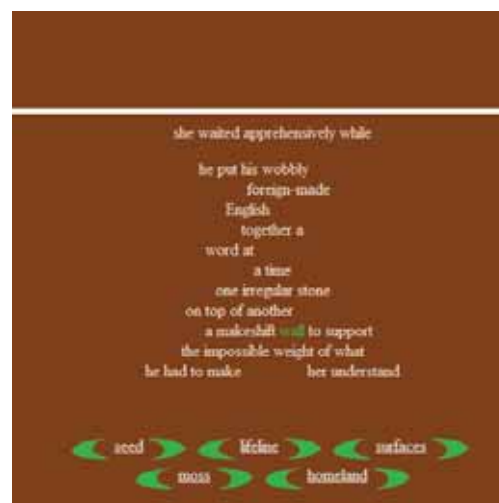 she waited apprehensively while
he put his wobbly
foreign-made
English
together a
word at
a time
one irregular stone
on top of another
a makeshift wall to support
the impossible weight of what
he had to make her understand
seed lifeline surfaces
moss homeland